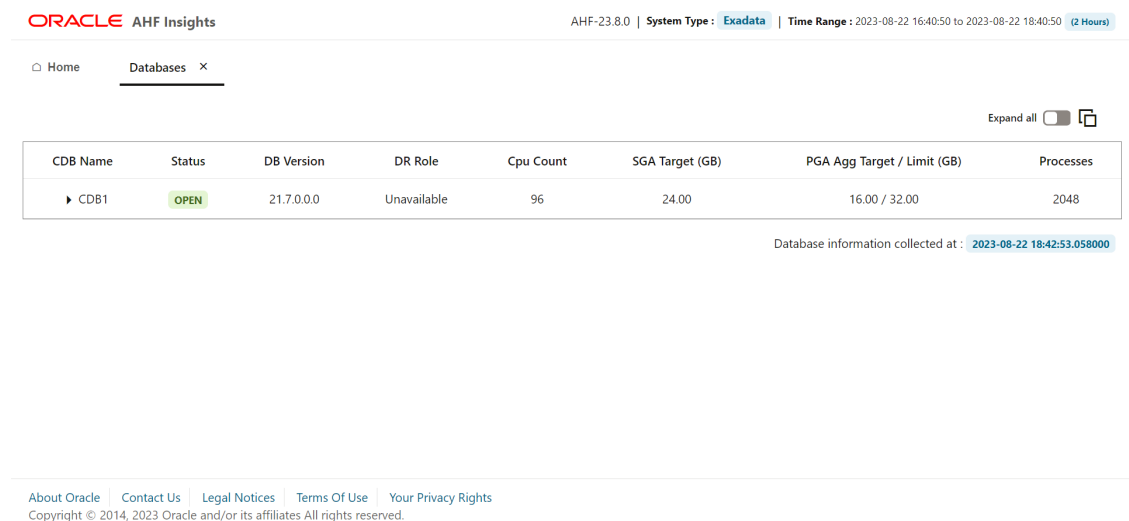 ORACLE AHF Insights AHF-23.8.0 | System Type : Exadata | Time Range : 2023-08-22 16:40:50 to 2023-08-22 18:40:50 (2 Hours)
Home Databases ×
Expand all
CDB Name Status DB Version DR Role Cpu Count SGA Target (GB) PGA Agg Target / Limit (GB) Processes
CDB1 OPEN 21.7.0.0.0 Unavailable 96 24.00 16.00 / 32.00 2048
Database information collected at : 2023-08-22 18:42:53.058000
About Oracle Contact Us Legal Notices Terms Of Use Your Privacy Rights
Copyright © 2014, 2023 Oracle and/or its affiliates All rights reserved.